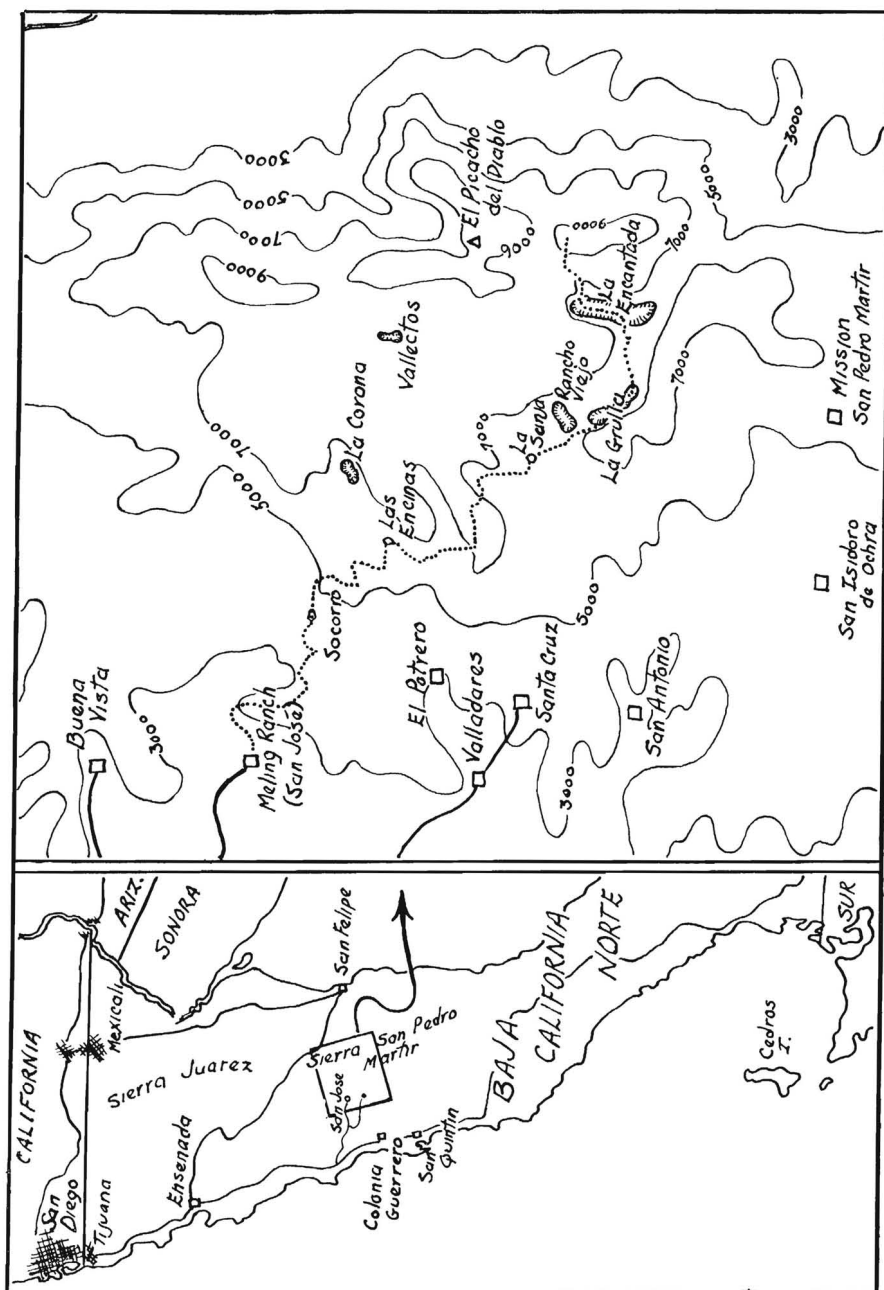 CALIFORNIA
ARIZ.
SONORA
San
Diego
Tijuana
Mexicali
Sierra Juarez
Ensenada
San Felipe
Sierra San Pedro
Martir
San Jose
Colonia
Guerrero
San
Quintin
BAJA
CALIFORNIA
NORTE
SUR
Cedros
I.
Buena
Vista
3000
Meling Ranch
(San José)
Socorro
5000
7000
Las
Encinas
La Corona
Vallectos
9000
7000
5000
3000
El Picacho
del Diablo
9000
El Potrero
Valladares
Santa Cruz
3000
San Antonio
5000
7000
La
Sanja
Rancho
Viejo
La Grulla
La
Encantada
9000
7000
7000
5000
3000
San Isidoro
de Ochra
Mission
San Pedro Martir